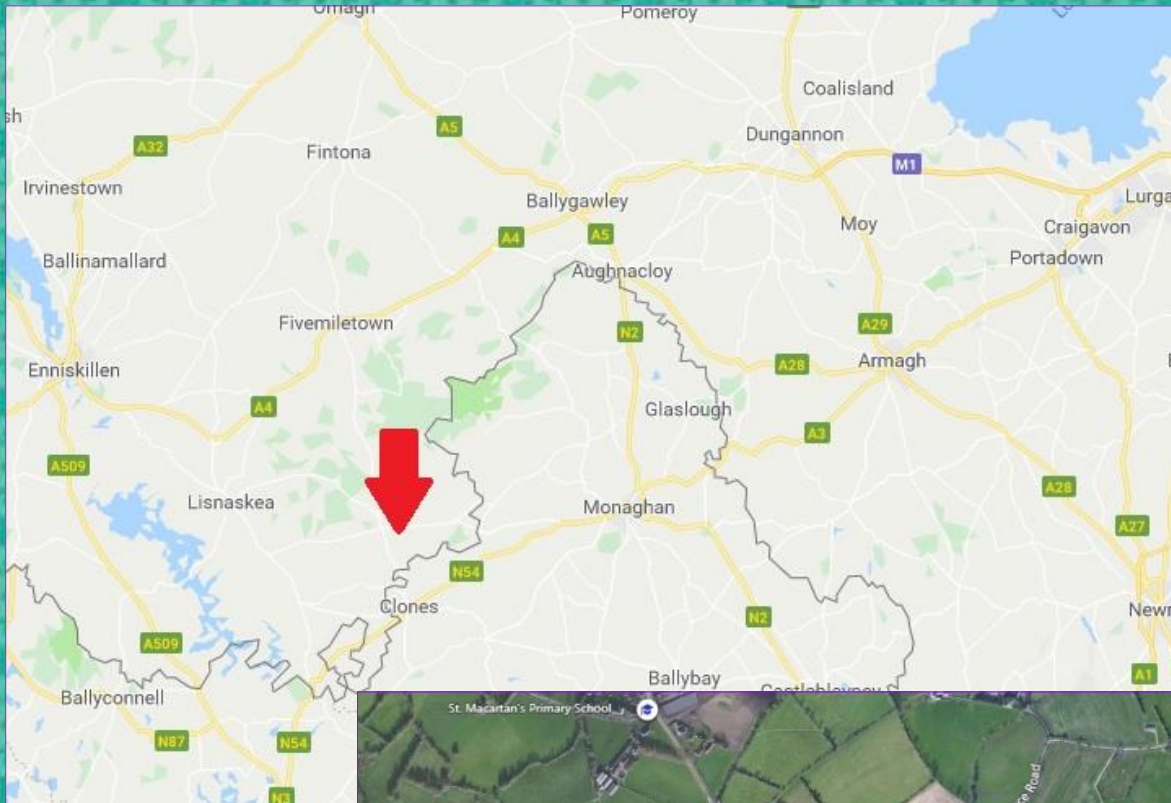 Omagh
Pomeroy
Coalisland
A5
Dungannon
A32
Fintona
M1
Irvinestown
Ballygawley
Moy
Craigavon
A4
A5
Ballinamallard
Portadown
Aughnacloy
Fivemiletown
A29
N2
Enniskillen
A28
Armagh
A4
Glaslough
A3
A509
A28
Lisnaskea
Monaghan
A27
N54
Clones
N2
A509
A1
Ballyconnell
Ballybay
Castleblayney
St. Macartan's Primary School
N87
N54
Road
N3